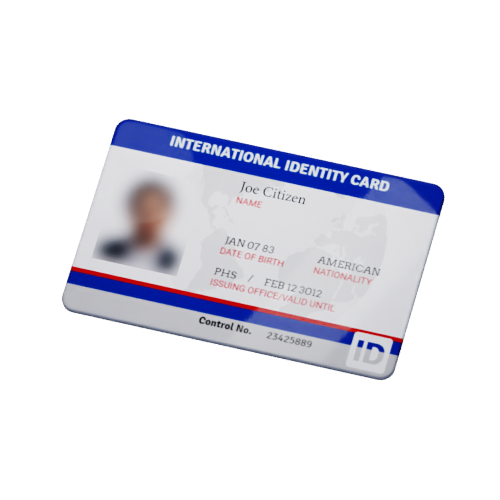 INTERNATIONAL IDENTITY CARD
Joe Citizen
NAME
JAN 07 83
DATE OF BIRTH
AMERICAN
NATIONALITY
PHS / FEB 12 3012
ISSUING OFFICE/VALID UNTIL
Control No. 23425889
ID